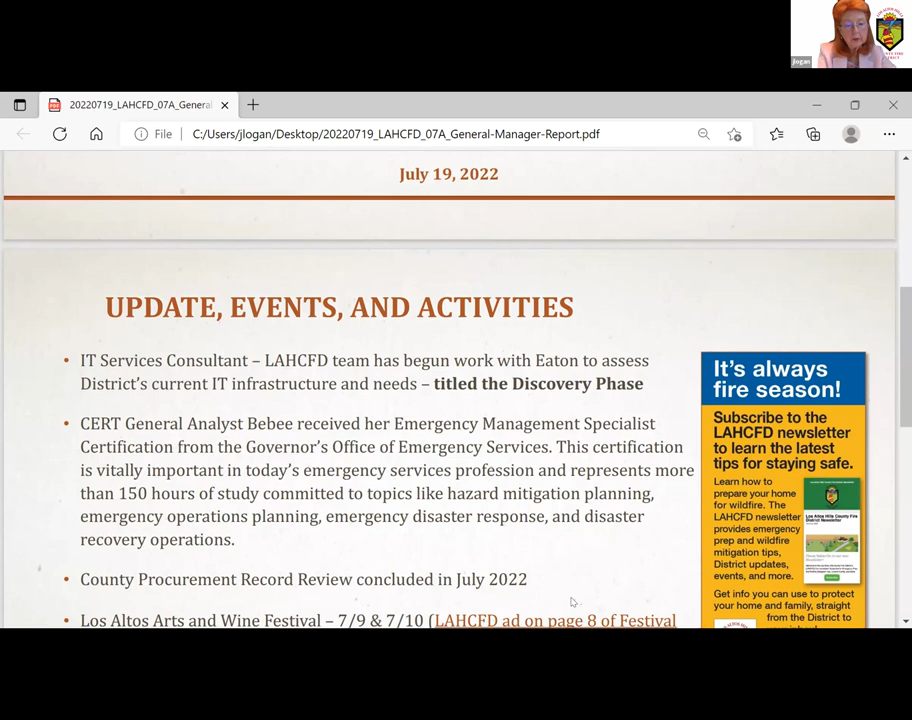 jlogan
20220719_LAHCFD_07A_General
File
C:/Users/jlogan/Desktop/20220719_LAHCFD_07A_General-Manager-Report.pdf
July 19, 2022
UPDATE, EVENTS, AND ACTIVITIES
• IT Services Consultant – LAHCFD team has begun work with Eaton to assess
District's current IT infrastructure and needs – titled the Discovery Phase
• CERT General Analyst Bebee received her Emergency Management Specialist
Certification from the Governor's Office of Emergency Services. This certification
is vitally important in today's emergency services profession and represents more
than 150 hours of study committed to topics like hazard mitigation planning,
emergency operations planning, emergency disaster response, and disaster
recovery operations.
• County Procurement Record Review concluded in July 2022
• Los Altos Arts and Wine Festival – 7/9 & 7/10 (LAHCFD ad on page 8 of Festival
It's always
fire season!
Subscribe to the
LAHCFD newsletter
to learn the latest
tips for staying safe.
Learn how to
prepare your home
for wildfire. The
LAHCFD newsletter
provides emergency
prep and wildfire
mitigation tips,
District updates,
events, and more.
Los Altos Hills County Fire
District Newsletter
Get info you can use to protect
your home and family, straight
from the District to